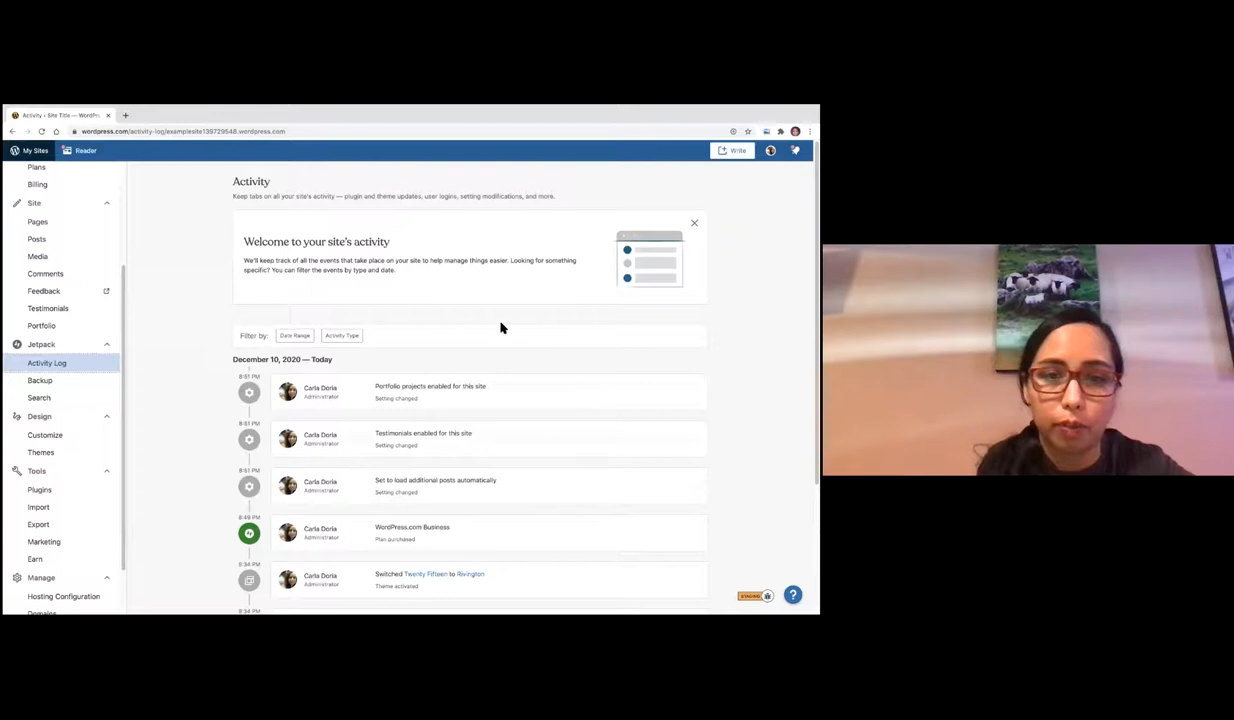 Activity ‹ Site Title — WordPr
wordpress.com/activity-log/examplesite139729548.wordpress.com
My Sites
Reader
Write
Plans
Billing
Site
Pages
Posts
Media
Comments
Feedback
Testimonials
Portfolio
Jetpack
Activity Log
Backup
Search
Design
Customize
Themes
Tools
Plugins
Import
Export
Marketing
Earn
Manage
Hosting Configuration
Domains
Activity
Keep tabs on all your site's activity — plugin and theme updates, user logins, setting modifications, and more.
Welcome to your site's activity
We'll keep track of all the events that take place on your site to help manage things easier. Looking for something
specific? You can filter the events by type and date.
Filter by:
Date Range
Activity Type
December 10, 2020 — Today
8:51 PM
Carla Doria
Administrator
Portfolio projects enabled for this site
Setting changed
8:51 PM
Carla Doria
Administrator
Testimonials enabled for this site
Setting changed
8:51 PM
Carla Doria
Administrator
Set to load additional posts automatically
Setting changed
8:49 PM
Carla Doria
Administrator
WordPress.com Business
Plan purchased
8:34 PM
Carla Doria
Administrator
Switched Twenty Fifteen to Rivington
Theme activated
8:34 PM
STAGING
?